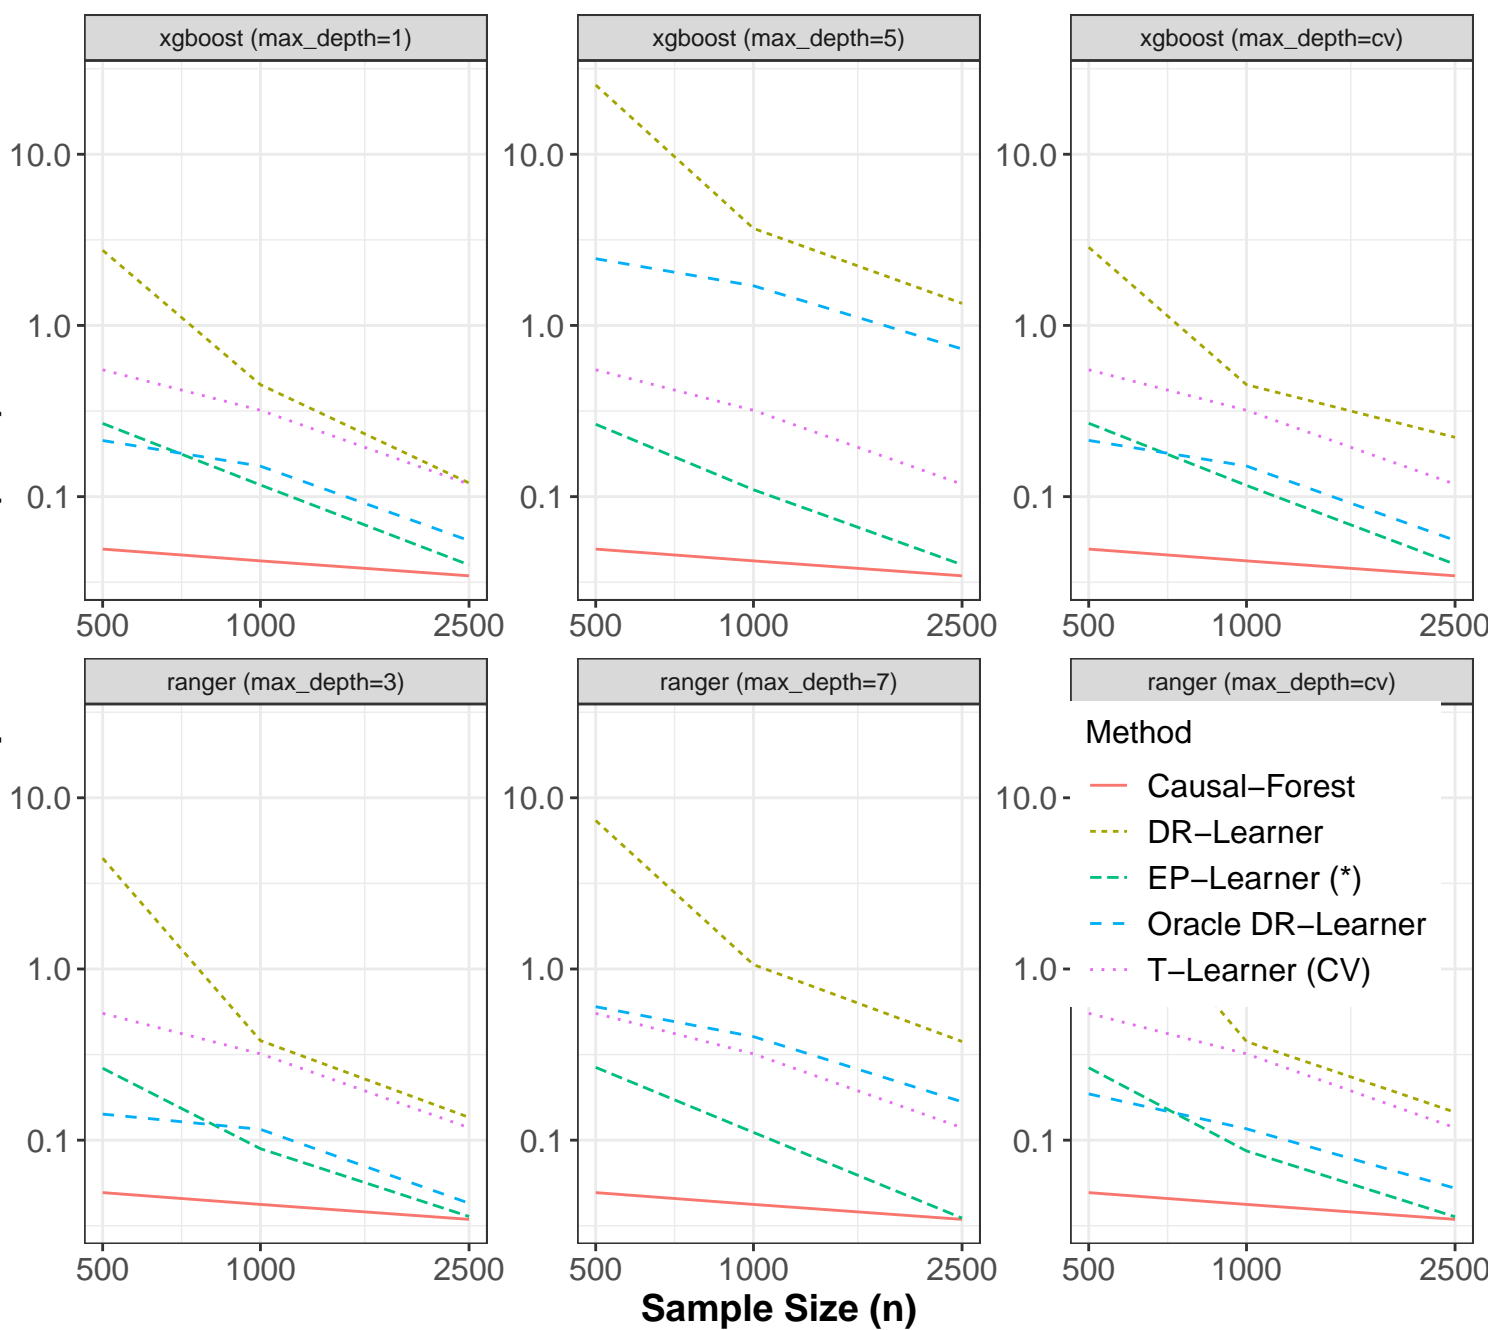 xgboost (max_depth=1)
xgboost (max_depth=5)
xgboost (max_depth=cv)
10.0
1.0
0.1
500
1000
2500
10.0
1.0
0.1
500
1000
2500
10.0
1.0
0.1
500
1000
2500
ranger (max_depth=3)
ranger (max_depth=7)
ranger (max_depth=cv)
10.0
1.0
0.1
500
1000
2500
10.0
1.0
0.1
500
1000
2500
10.0
1.0
0.1
500
1000
2500
Method
Causal−Forest
DR−Learner
EP−Learner (*)
Oracle DR−Learner
T−Learner (CV)
Sample Size (n)